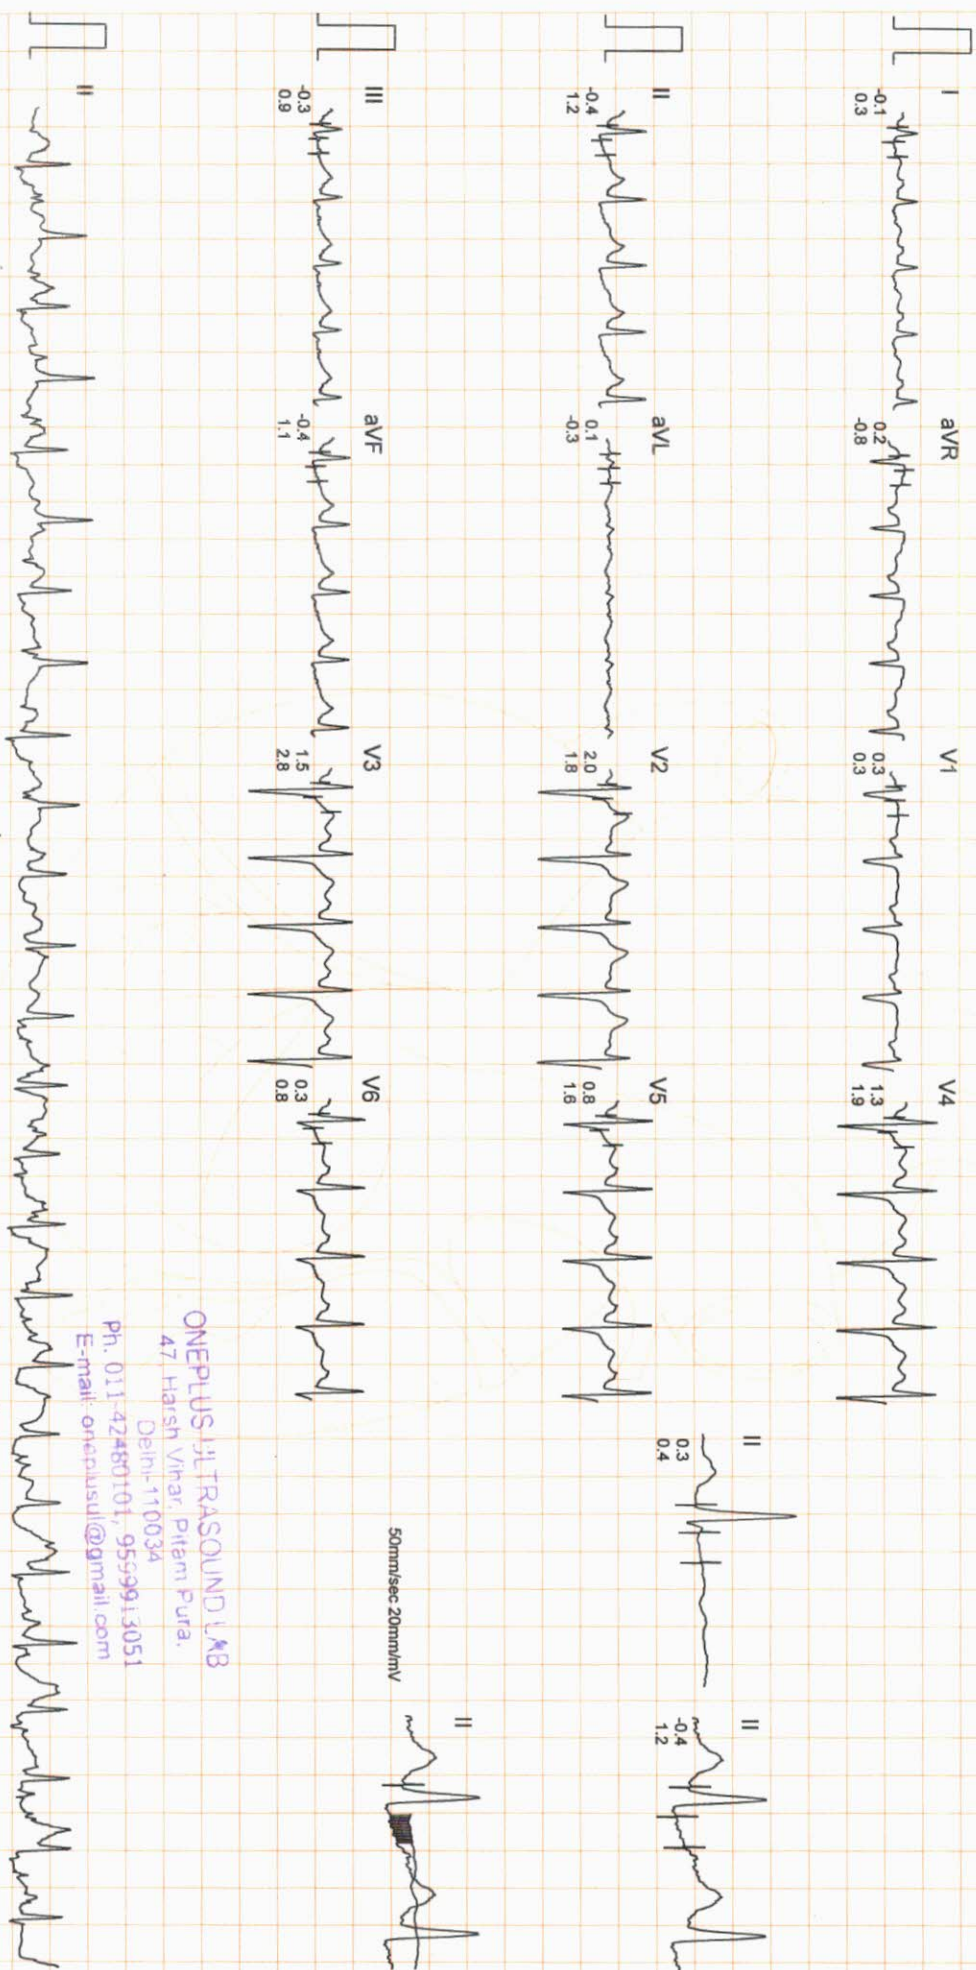 I
-0.1
0.3
aVR
0.2
-0.8
V1
0.3
0.3
V4
1.3
1.9
II
-0.4
1.2
aVL
0.1
-0.3
V2
2.0
1.8
V5
0.8
1.6
II
0.3
0.4
II
-0.4
1.2
III
-0.3
0.9
aVF
-0.4
1.1
V3
1.5
2.8
V6
0.3
0.8
50mm/sec 20mm/mV
II
II
ONEPLUS ULTRASOUND LAB
47 Harsh Vihar, Pitam Pura,
Delhi-110034
Ph. 011-42480101, 9599913051
E-mail: oneplusul@gmail.com